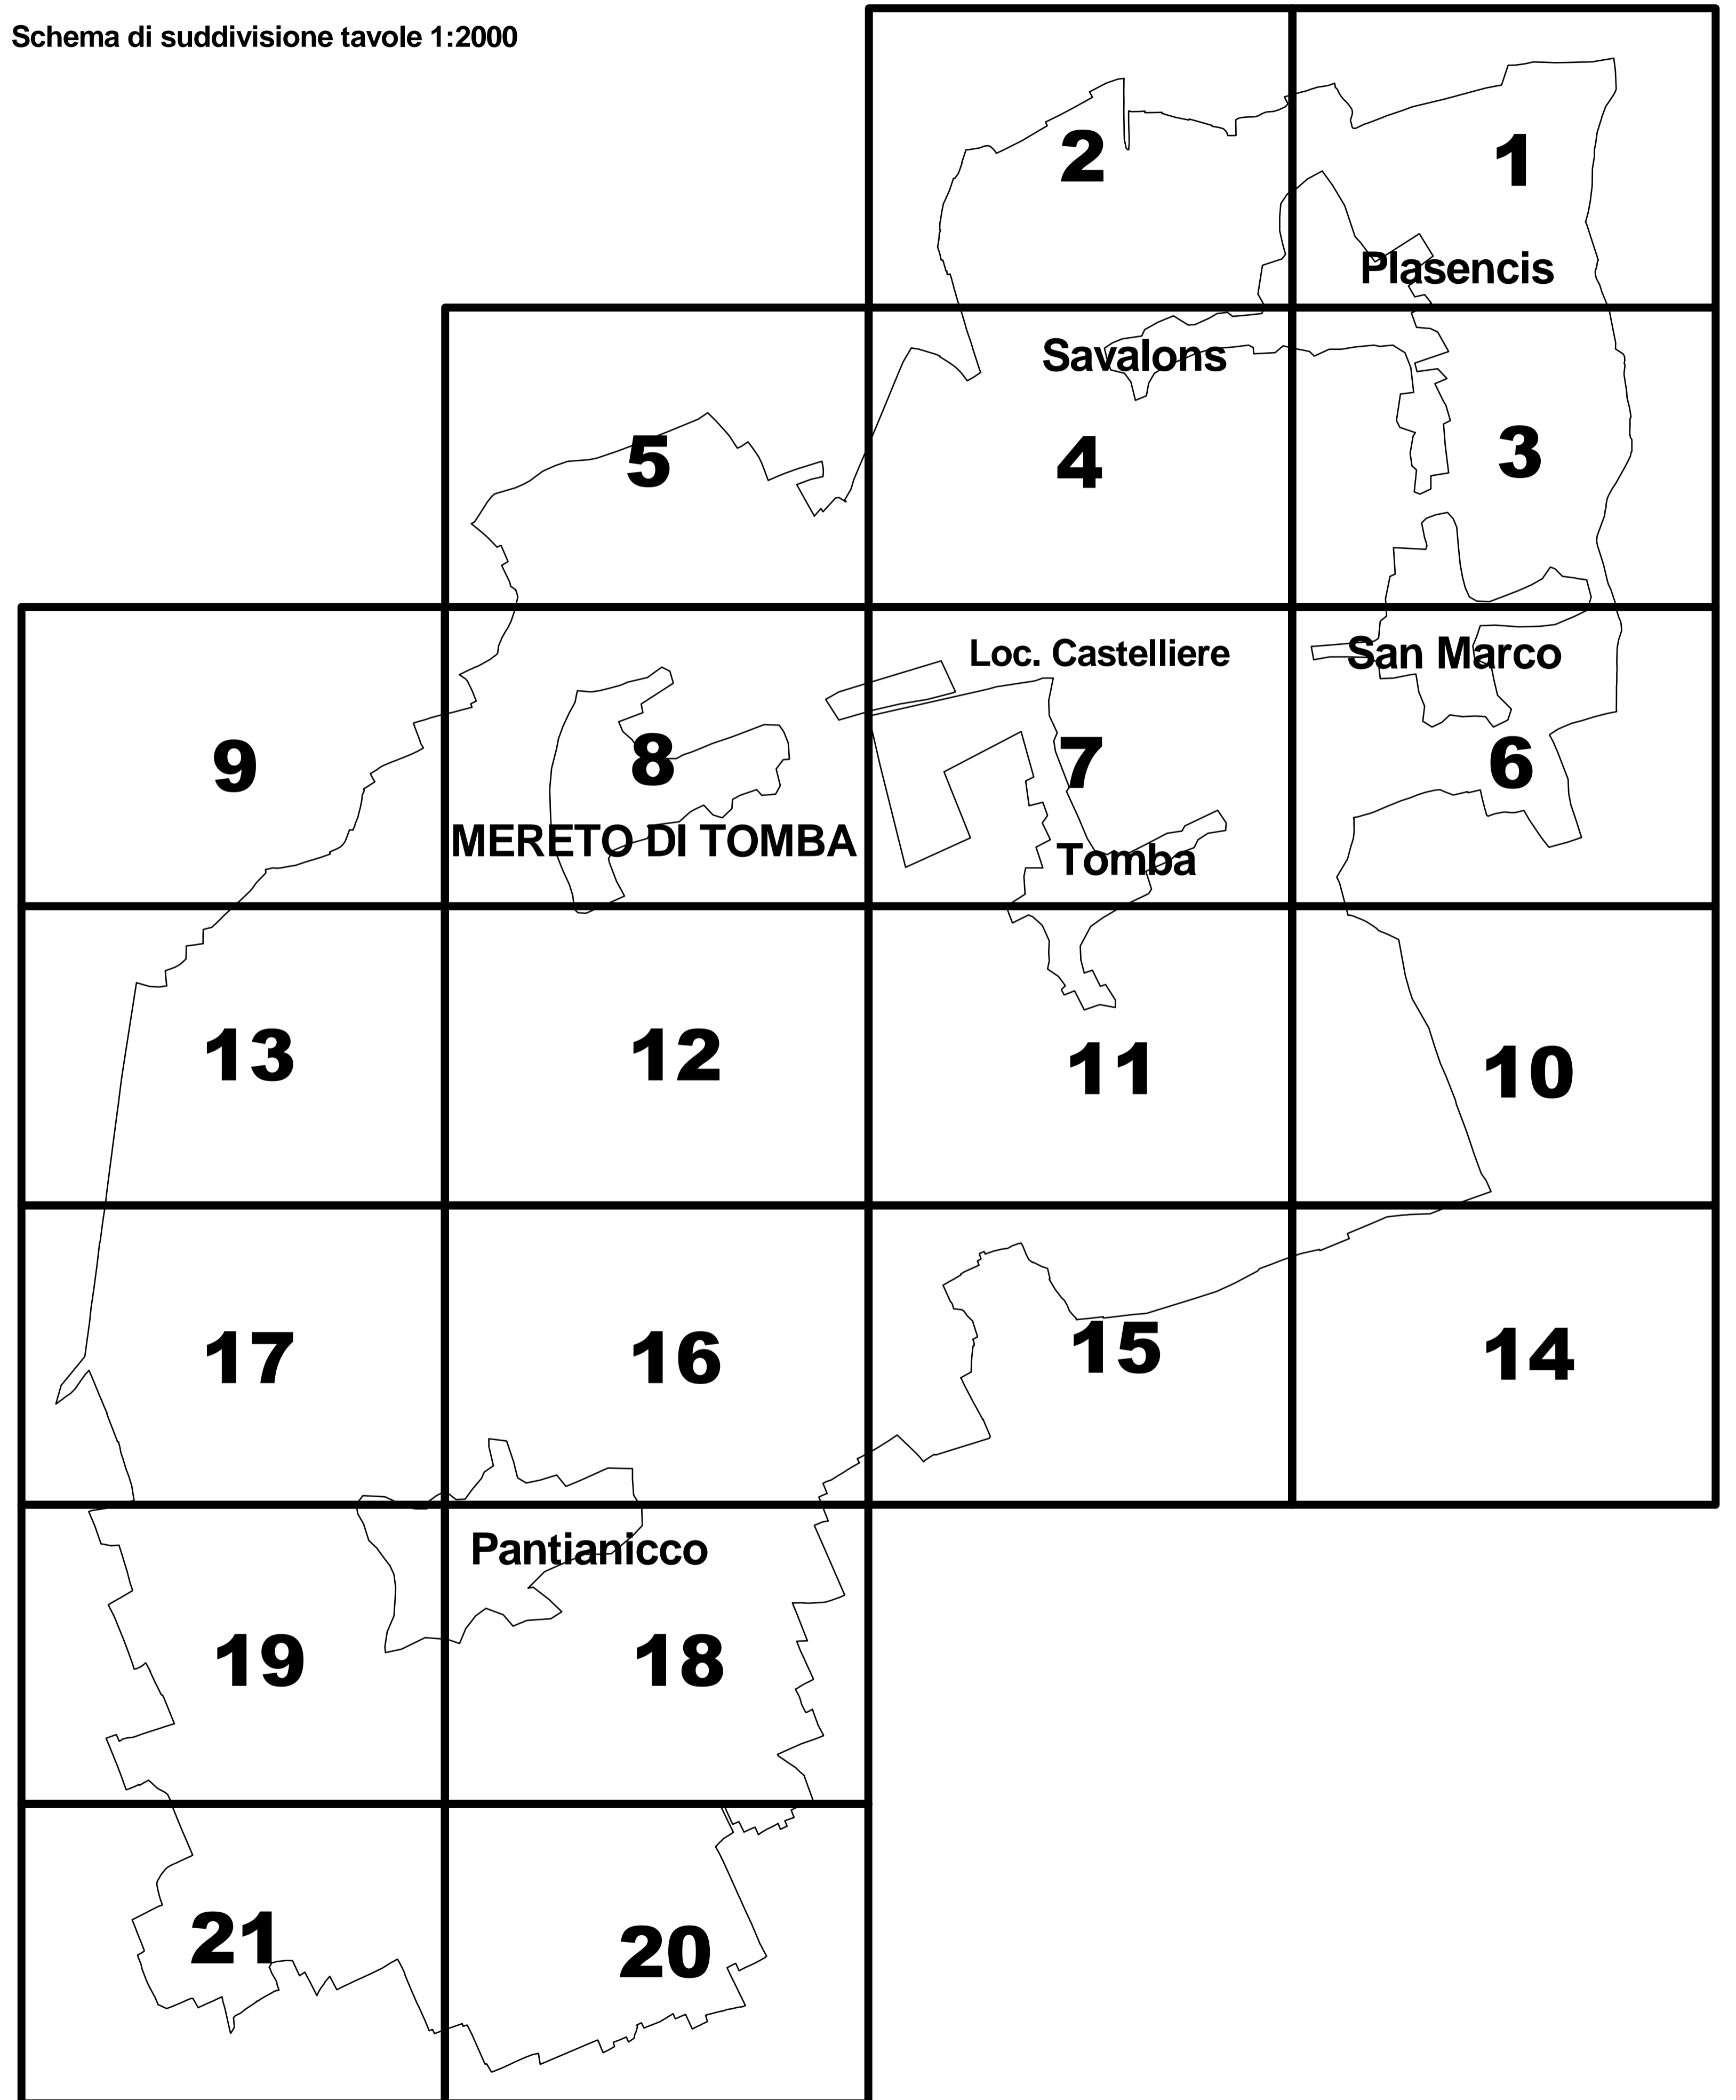 Schema di suddivisione tavole 1:2000
2
1
Plasencis
Savalons
5
4
3
Loc. Castelliere
San Marco
9
8
7
6
MERETO DI TOMBA
Tomba
13
12
11
10
17
16
15
14
Pantianicco
19
18
21
20